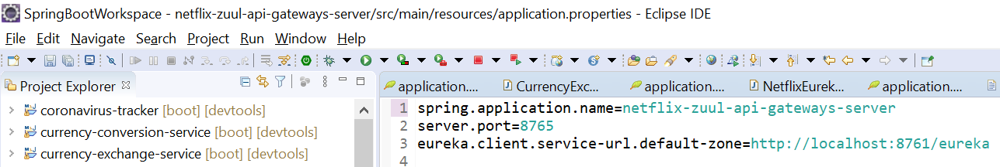 SpringBootWorkspace - netflix-zuul-api-gateways-server/src/main/resources/application.properties - Eclipse IDE
File Edit Navigate Search Project Run Window Help
Project Explorer
application....
CurrencyExc...
application....
NetflixEurek...
application....
coronavirus-tracker [boot] [devtools]
currency-conversion-service [boot] [devtools]
currency-exchange-service [boot] [devtools]
1 spring.application.name=netflix-zuul-api-gateways-server
2 server.port=8765
3 eureka.client.service-url.default-zone=http://localhost:8761/eureka
4